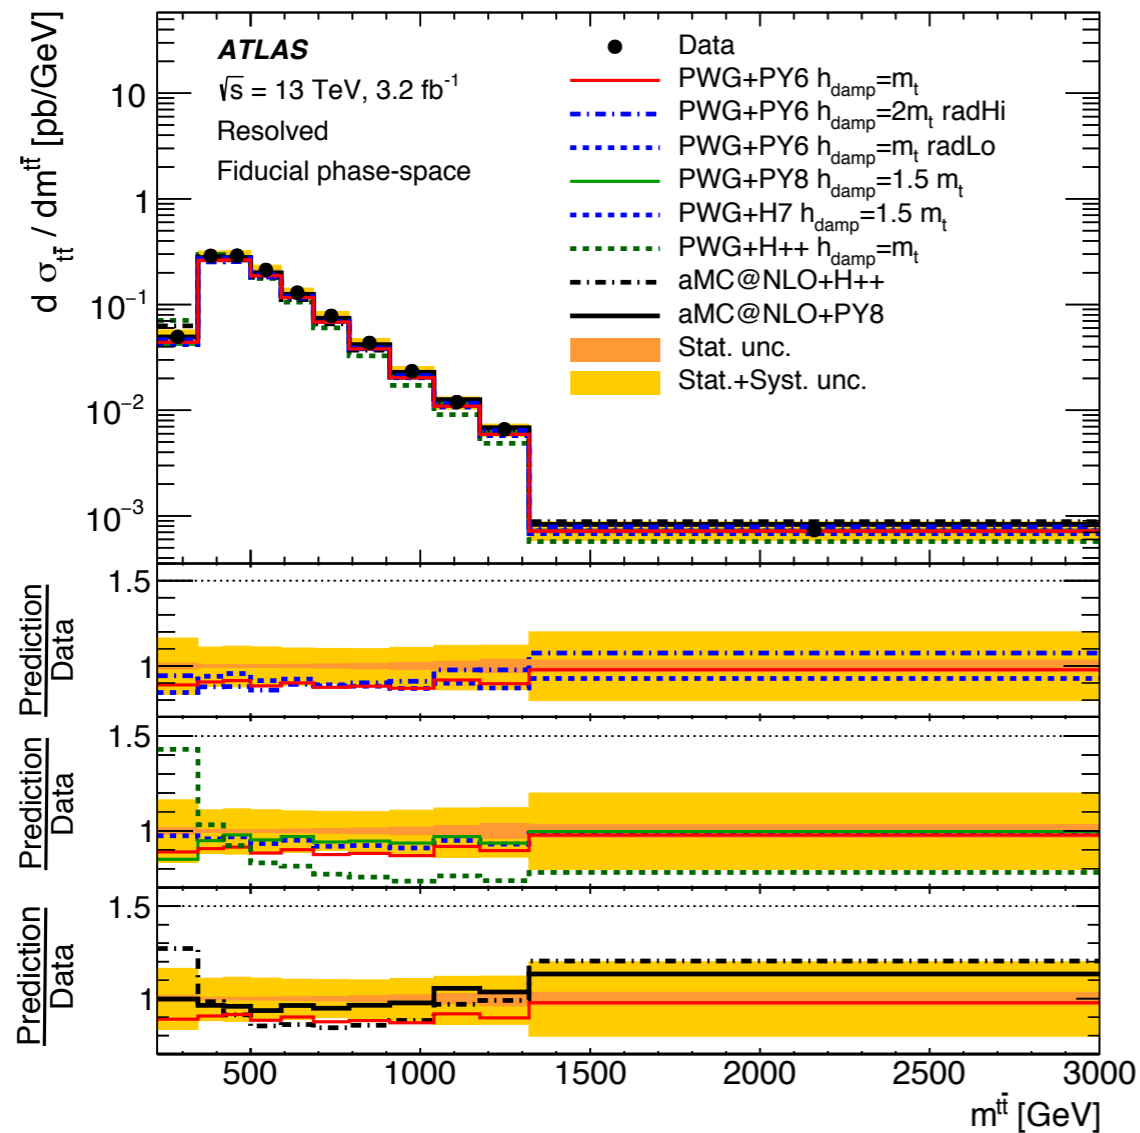 ATLAS
√s = 13 TeV, 3.2 fb⁻¹
Resolved
Fiducial phase-space
Data
PWG+PY6 h_damp=m_t
PWG+PY6 h_damp=2m_t radHi
PWG+PY6 h_damp=m_t radLo
PWG+PY8 h_damp=1.5 m_t
PWG+H7 h_damp=1.5 m_t
PWG+H++ h_damp=m_t
aMC@NLO+H++
aMC@NLO+PY8
Stat. unc.
Stat.+Syst. unc.
d σ_tt̄ / dm^tt̄ [pb/GeV]
10
1
10⁻¹
10⁻²
10⁻³
Prediction
Data
1.5
1
Prediction
Data
1.5
1
Prediction
Data
1.5
1
500 1000 1500 2000 2500 3000
m^tt̄ [GeV]